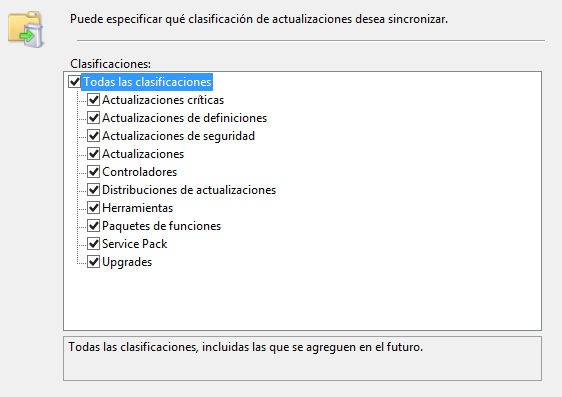 Puede especificar qué clasificación de actualizaciones desea sincronizar.
Clasificaciones:
Todas las clasificaciones
Actualizaciones críticas
Actualizaciones de definiciones
Actualizaciones de seguridad
Actualizaciones
Controladores
Distribuciones de actualizaciones
Herramientas
Paquetes de funciones
Service Pack
Upgrades
Todas las clasificaciones, incluidas las que se agreguen en el futuro.